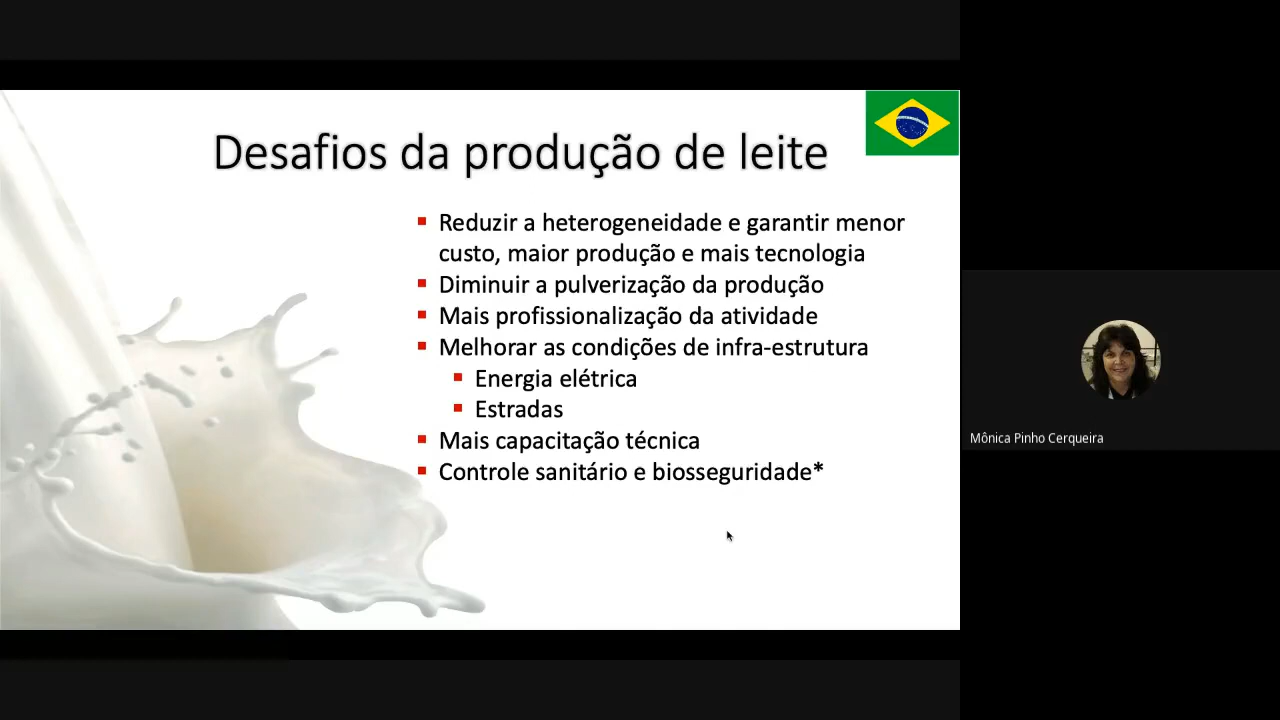 Desafios da produção de leite
Reduzir a heterogeneidade e garantir menor
custo, maior produção e mais tecnologia
Diminuir a pulverização da produção
Mais profissionalização da atividade
Melhorar as condições de infra-estrutura
Energia elétrica
Estradas
Mais capacitação técnica
Controle sanitário e biosseguridade*
Mônica Pinho Cerqueira